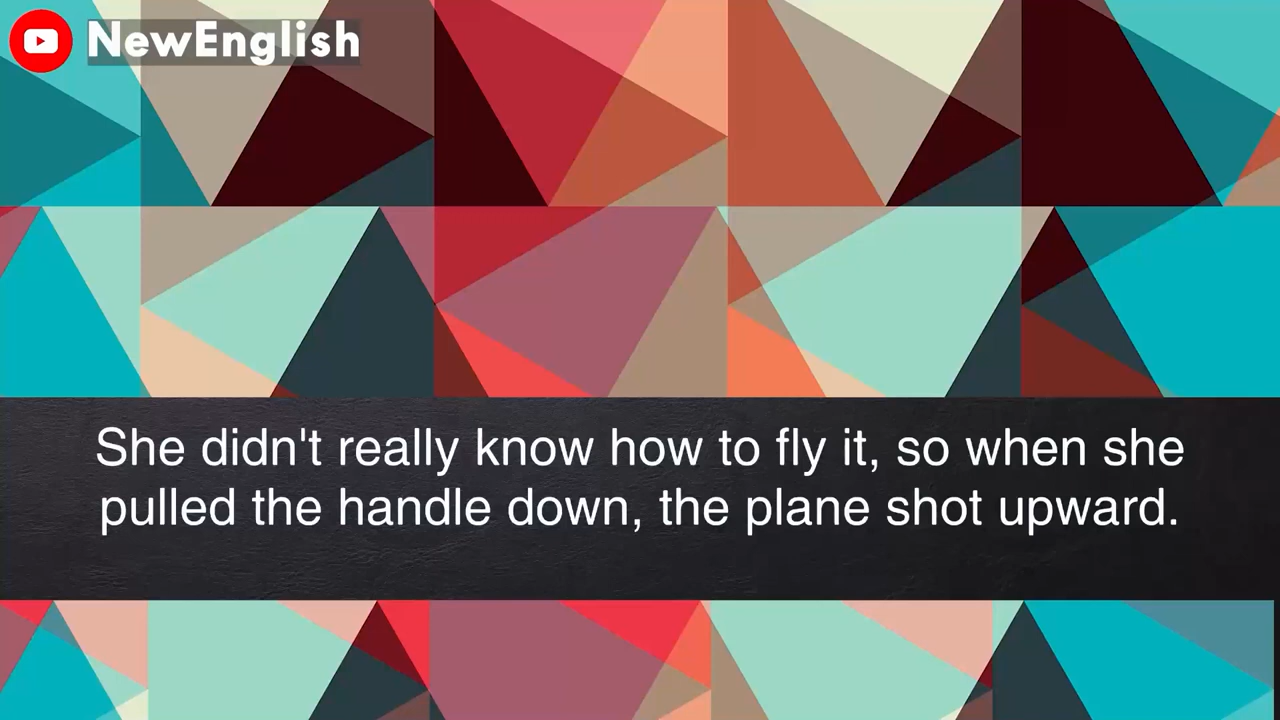 NewEnglish
She didn't really know how to fly it, so when she
pulled the handle down, the plane shot upward.